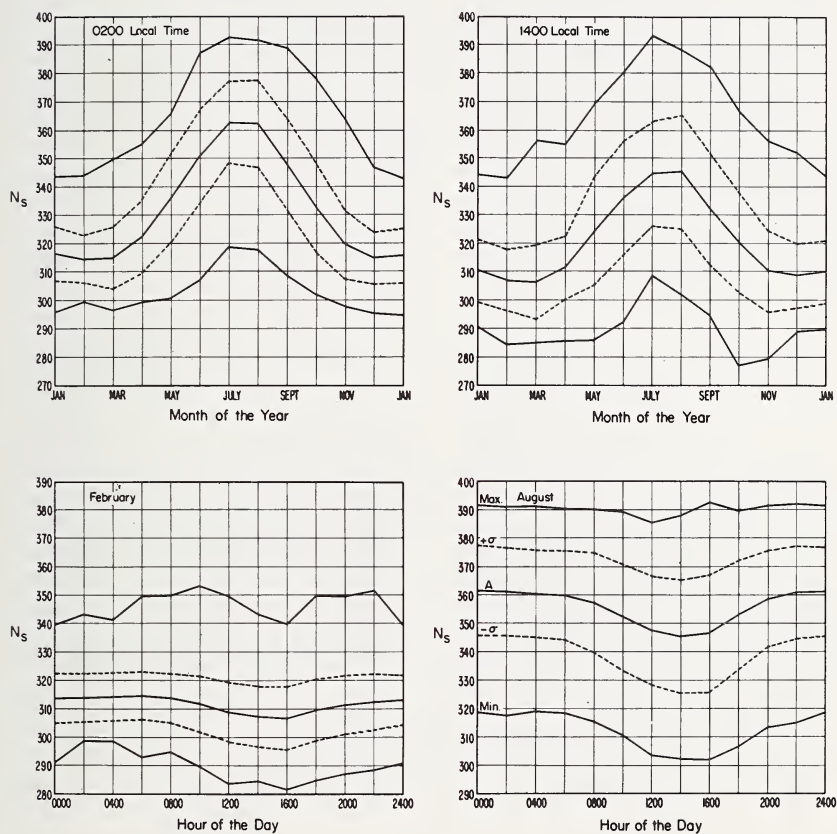 0200 Local Time
400
390
380
370
360
350
340
330
320
310
300
290
280
270
Ns
JAN MAR MAY JULY SEPT NOV JAN
Month of the Year
1400 Local Time
400
390
380
370
360
350
340
330
320
310
300
290
280
270
Ns
JAN MAR MAY JULY SEPT NOV JAN
Month of the Year
February
390
380
370
360
350
340
330
320
310
300
290
280
Ns
0000 0400 0800 1200 1600 2000 2400
Hour of the Day
August
400
390
380
370
360
350
340
330
320
310
300
290
Ns
Max.
+σ
A
-σ
Min.
0000 0400 0800 1200 1600 2000 2400
Hour of the Day